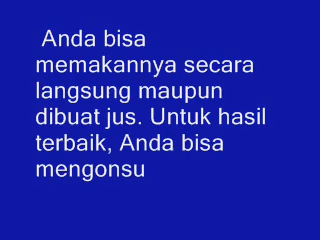 Anda bisa
memakannya secara
langsung maupun
dibuat jus. Untuk hasil
terbaik, Anda bisa
mengonsu